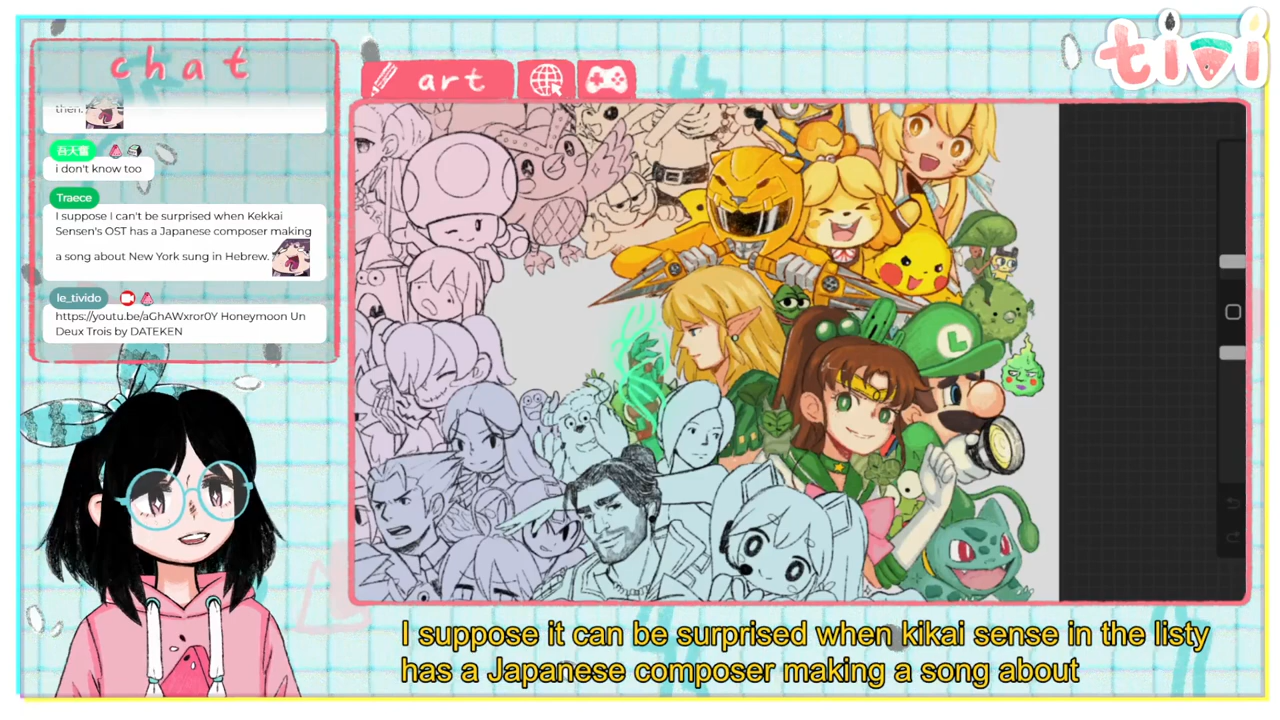 chat
then.
吾天嘗
i don't know too
Traece
I suppose I can't be surprised when Kekkai
Sensen's OST has a Japanese composer making
a song about New York sung in Hebrew.
le_tivido
https://youtu.be/aGhAWxror0Y Honeymoon Un
Deux Trois by DATEKEN
art
tivi
L
I suppose it can be surprised when kikai sense in the listy
has a Japanese composer making a song about